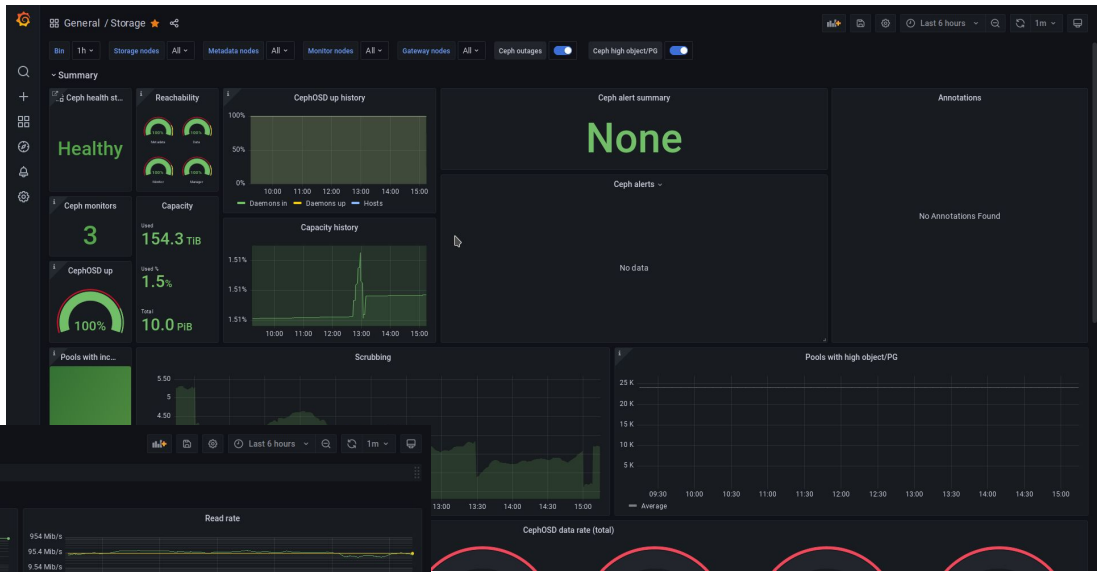 General / Storage
Last 6 hours
1m
Bin 1h Storage nodes All Metadata nodes All Monitor nodes All Gateway nodes All Ceph outages Ceph high object/PG
Summary
Ceph health st...
Healthy
Reachability
100% 100%
Metadata Data
100% 100%
Monitor Manager
CephOSD up history
100%
50%
0%
10:00 11:00 12:00 13:00 14:00 15:00
Daemons in Daemons up Hosts
Ceph alert summary
None
Annotations
No Annotations Found
Ceph alerts
No data
Ceph monitors
3
Capacity
Used
154.3 TiB
Used %
1.5%
Total
10.0 PiB
Capacity history
1.51%
1.51%
1.51%
10:00 11:00 12:00 13:00 14:00 15:00
CephOSD up
100%
Pools with inc...
Scrubbing
5.50
5
4.50
13:00 13:30 14:00 14:30 15:00
Pools with high object/PG
25 K
20 K
15 K
10 K
5 K
09:30 10:00 10:30 11:00 11:30 12:00 12:30 13:00 13:30 14:00 14:30 15:00
Average
Last 6 hours
1m
Read rate
954 Mib/s
95.4 Mib/s
9.54 Mib/s
CephOSD data rate (total)